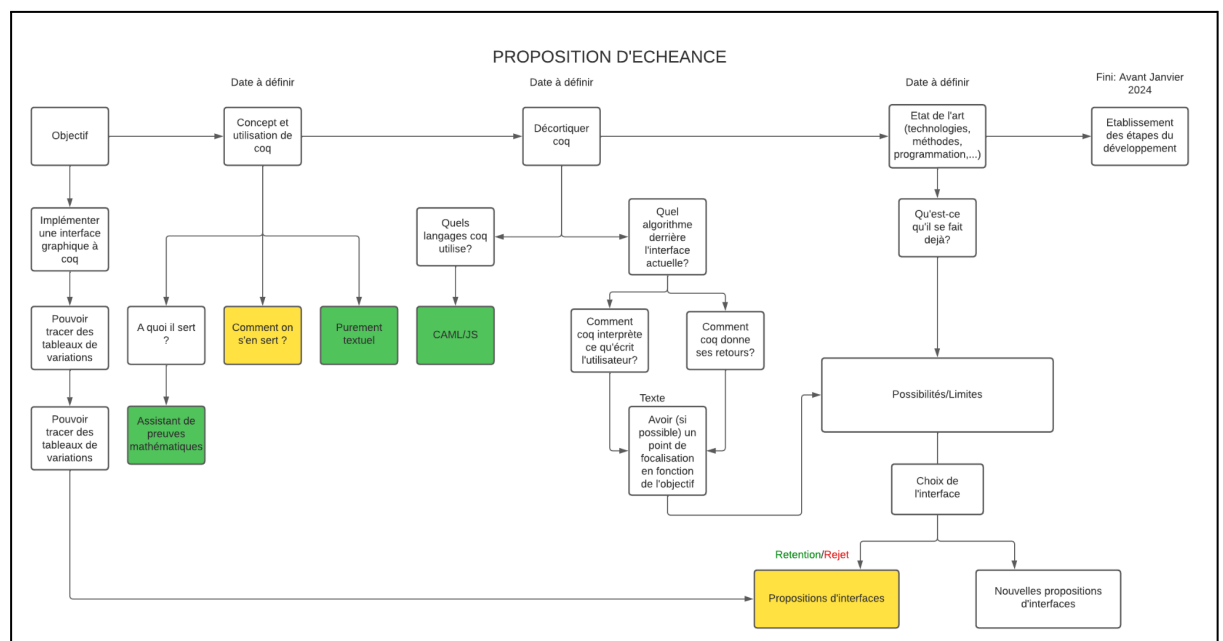 PROPOSITION D'ECHEANCE
Date à définir
Date à définir
Date à définir
Fini: Avant Janvier
2024
Objectif
Concept et
utilisation de
coq
Décortiquer
coq
Etat de l'art
(technologies,
méthodes,
programmation,...)
Etablissement
des étapes du
développement
Implémenter
une interface
graphique à
coq
Quels
langages coq
utilise?
Quel
algorithme
derrière
l'interface
actuelle?
Qu'est-ce
qu'il se fait
dejà?
Pouvoir
tracer des
tableaux de
variations
A quoi il sert
?
Comment on
s'en sert ?
Purement
textuel
CAML/JS
Comment
coq interprète
ce qu'écrit
l'utilisateur?
Comment
coq donne
ses retours?
Possibilités/Limites
Pouvoir
tracer des
tableaux de
variations
Assistant de
preuves
mathématiques
Texte
Avoir (si
possible) un
point de
focalisation
en fonction
de l'objectif
Choix de
l'interface
Retention/Rejet
Propositions d'interfaces
Nouvelles propositions
d'interfaces